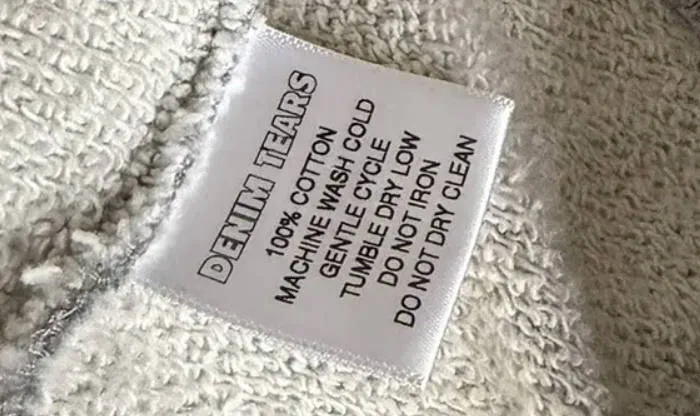 DENIM TEARS
100% COTTON
MACHINE WASH COLD
GENTLE CYCLE
TUMBLE DRY LOW
DO NOT IRON
DO NOT DRY CLEAN